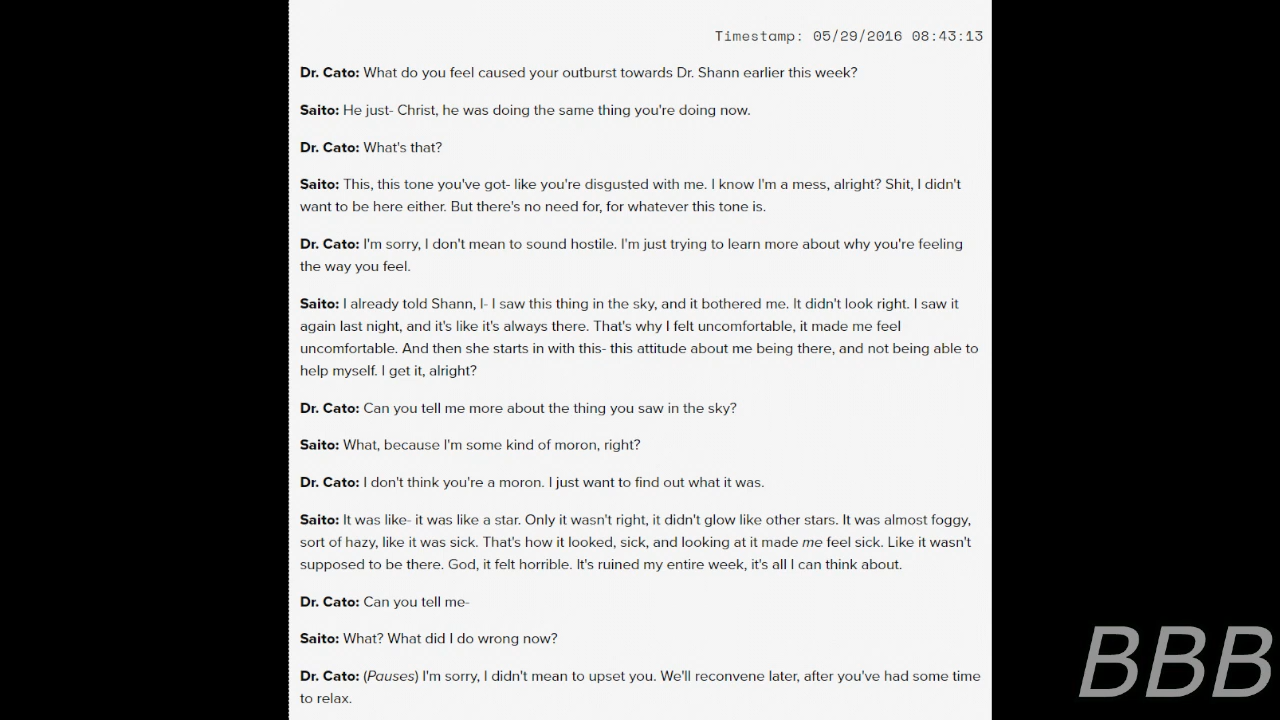 Timestamp: 05/29/2016 08:43:13
Dr. Cato: What do you feel caused your outburst towards Dr. Shann earlier this week?
Saito: He just- Christ, he was doing the same thing you're doing now.
Dr. Cato: What's that?
Saito: This, this tone you've got- like you're disgusted with me. I know I'm a mess, alright? Shit, I didn't
want to be here either. But there's no need for, for whatever this tone is.
Dr. Cato: I'm sorry, I don't mean to sound hostile. I'm just trying to learn more about why you're feeling
the way you feel.
Saito: I already told Shann, I- I saw this thing in the sky, and it bothered me. It didn't look right. I saw it
again last night, and it's like it's always there. That's why I felt uncomfortable, it made me feel
uncomfortable. And then she starts in with this- this attitude about me being there, and not being able to
help myself. I get it, alright?
Dr. Cato: Can you tell me more about the thing you saw in the sky?
Saito: What, because I'm some kind of moron, right?
Dr. Cato: I don't think you're a moron. I just want to find out what it was.
Saito: It was like- it was like a star. Only it wasn't right, it didn't glow like other stars. It was almost foggy,
sort of hazy, like it was sick. That's how it looked, sick, and looking at it made me feel sick. Like it wasn't
supposed to be there. God, it felt horrible. It's ruined my entire week, it's all I can think about.
Dr. Cato: Can you tell me-
Saito: What? What did I do wrong now?
Dr. Cato: (Pauses) I'm sorry, I didn't mean to upset you. We'll reconvene later, after you've had some time
to relax.
BBB